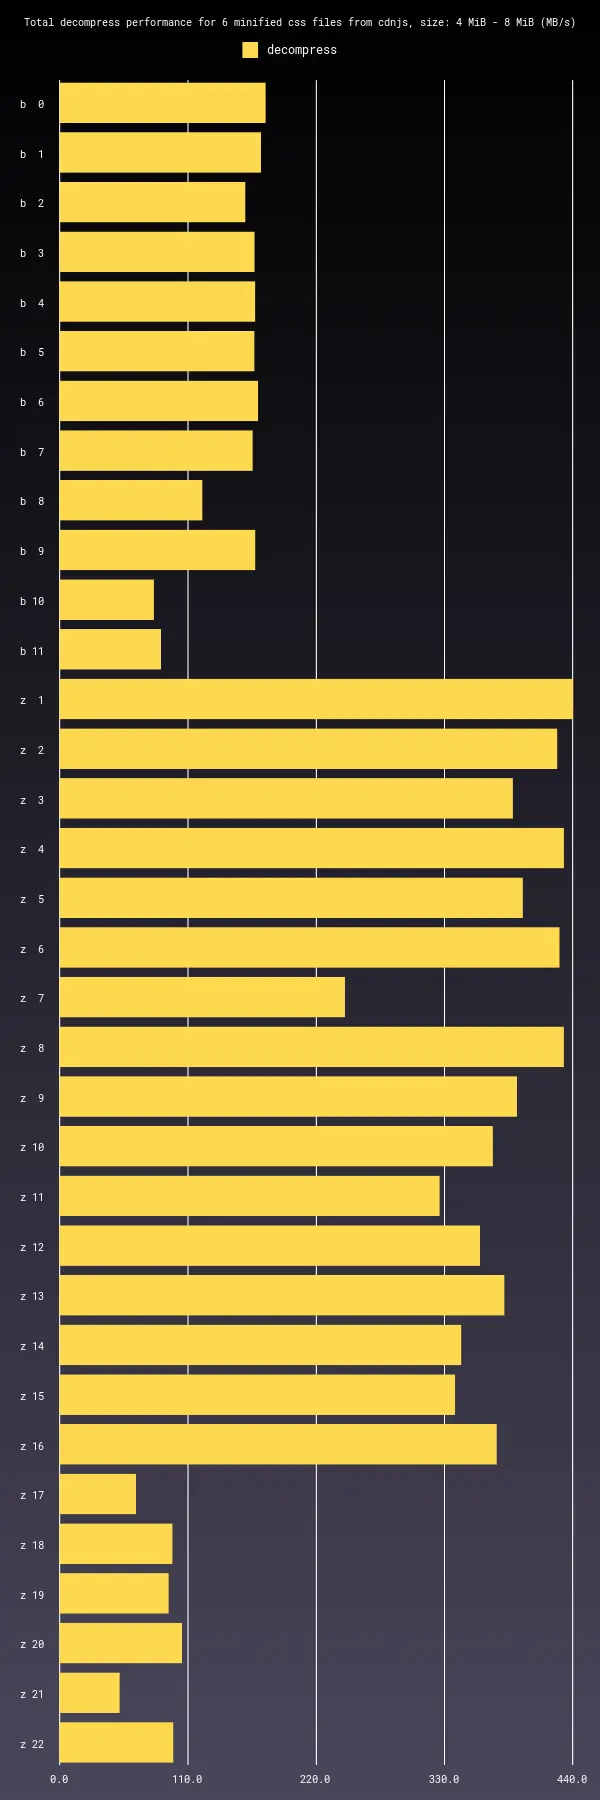 Total decompress performance for 6 minified css files from cdnjs, size: 4 MiB - 8 MiB (MB/s)
decompress
b 0
b 1
b 2
b 3
b 4
b 5
b 6
b 7
b 8
b 9
b 10
b 11
z 1
z 2
z 3
z 4
z 5
z 6
z 7
z 8
z 9
z 10
z 11
z 12
z 13
z 14
z 15
z 16
z 17
z 18
z 19
z 20
z 21
z 22
0.0 110.0 220.0 330.0 440.0